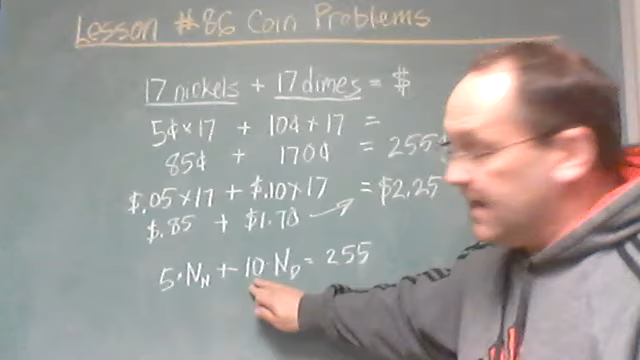 Lesson #86 Coin Problems
17 nickels + 17 dimes = $
5¢×17 + 10¢×17 =
85¢ + 170¢ = 255¢
$.05×17 + $.10×17 = $2.25
$.85 + $1.70
5·N_N + 10·N_D = 255